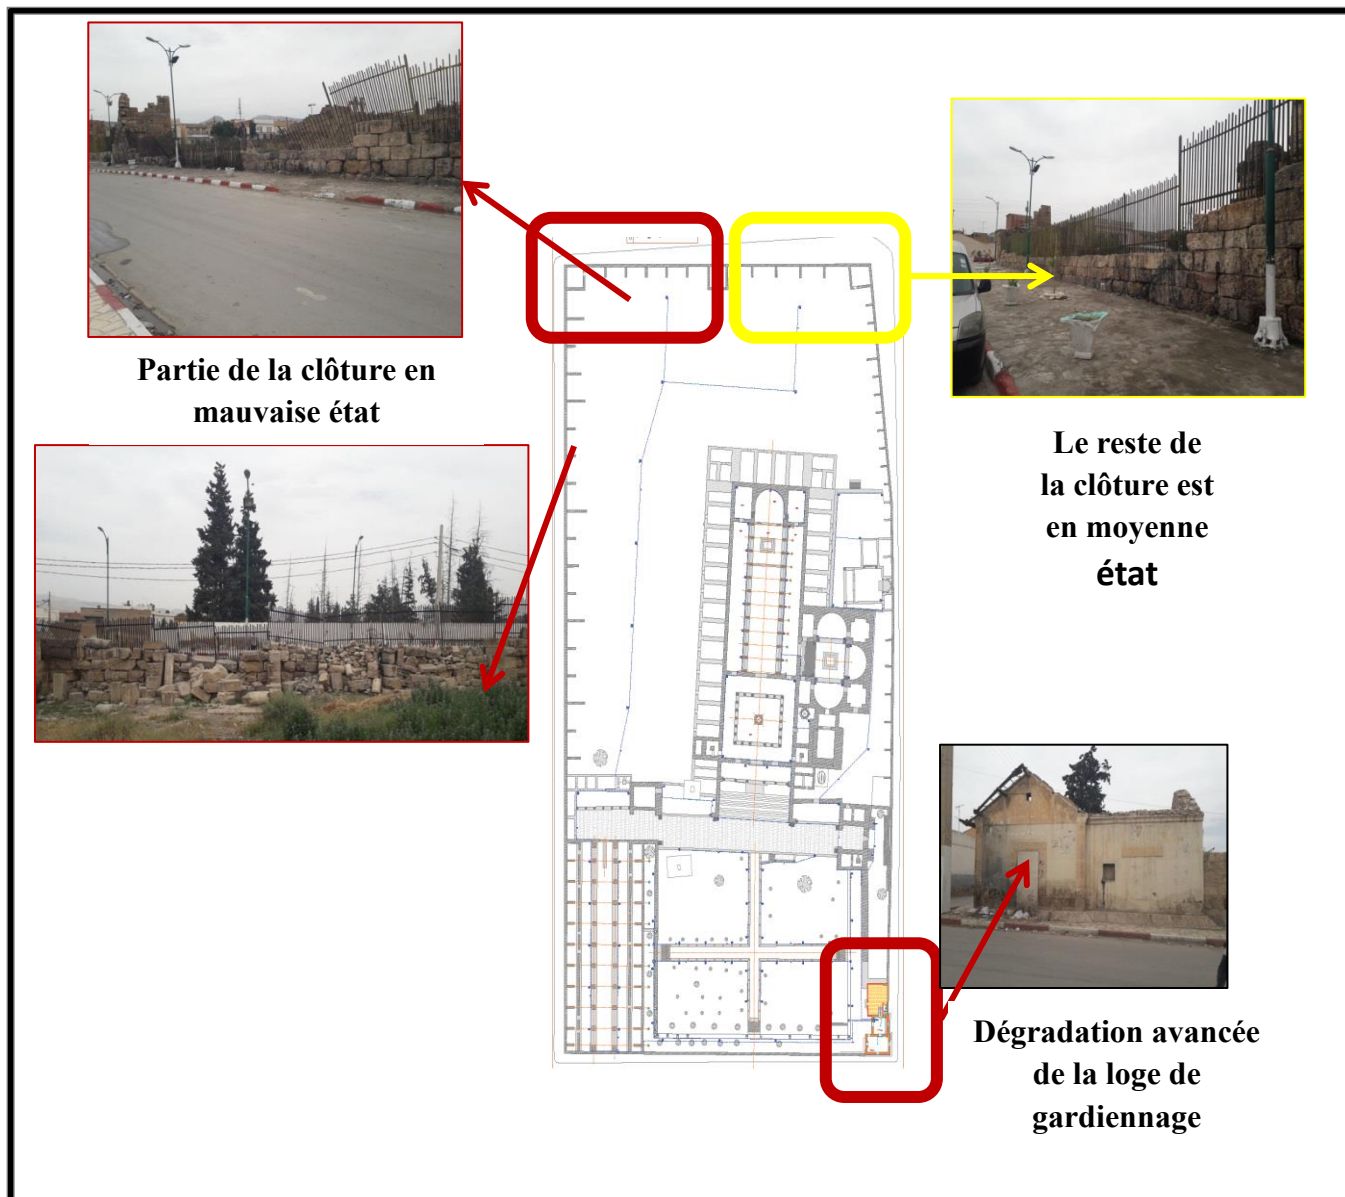 Partie de la clôture en
mauvaise état
Le reste de
la clôture est
en moyenne
état
Dégradation avancée
de la loge de
gardiennage